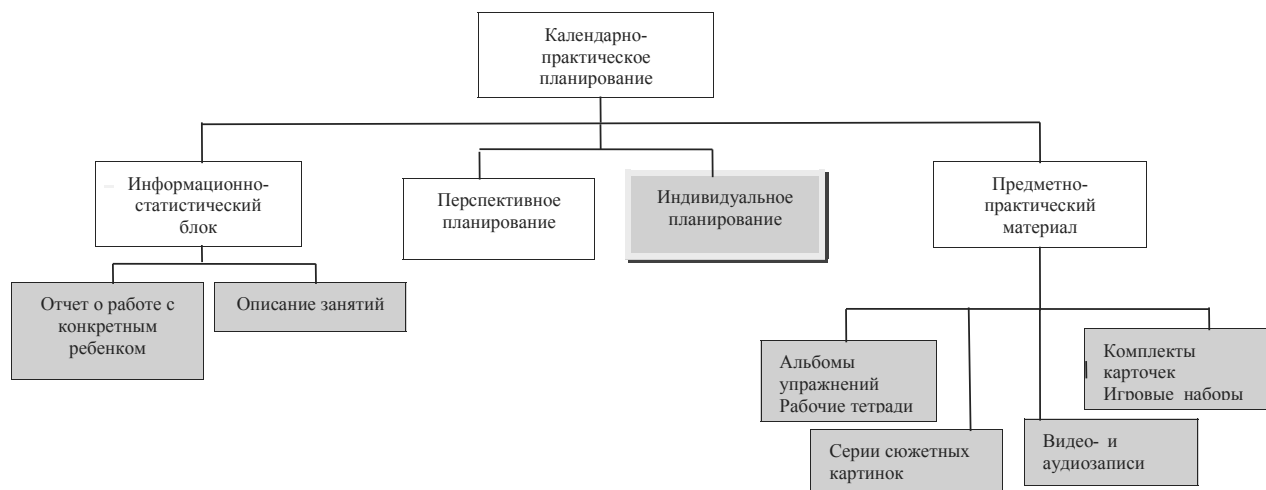 Календарно-
практическое
планирование
Информационно-
статистический
блок
Перспективное
планирование
Индивидуальное
планирование
Предметно-
практический
материал
Отчет о работе с
конкретным
ребенком
Описание занятий
Альбомы
упражнений
Рабочие тетради
Комплекты
карточек
Игровые наборы
Серии сюжетных
картинок
Видео- и
аудиозаписи